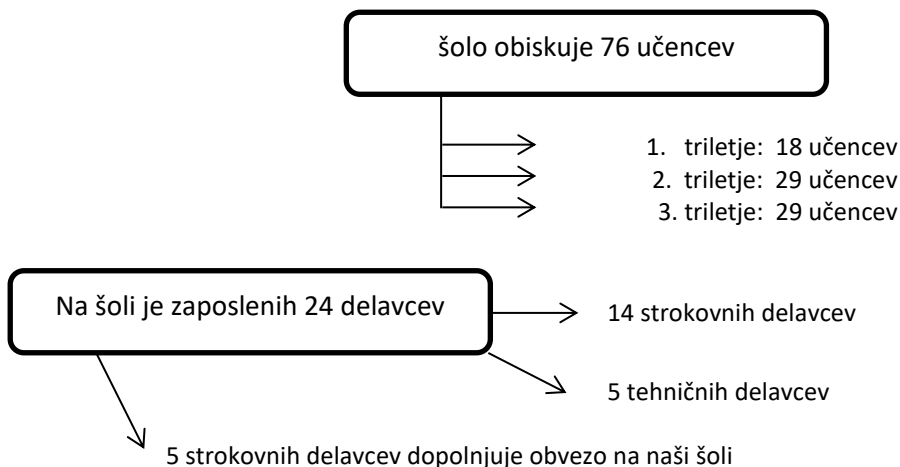 šolo obiskuje 76 učencev
1. triletje: 18 učencev
2. triletje: 29 učencev
3. triletje: 29 učencev
Na šoli je zaposlenih 24 delavcev
14 strokovnih delavcev
5 tehničnih delavcev
5 strokovnih delavcev dopolnjuje obvezo na naši šoli